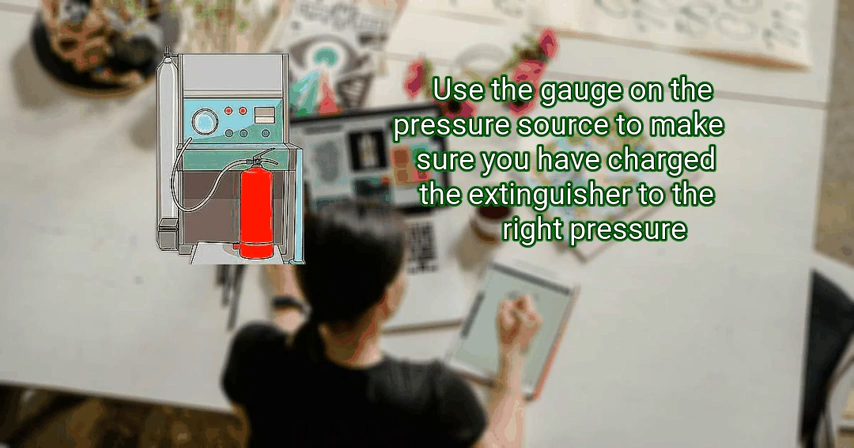 Use the gauge on the
pressure source to make
sure you have charged
the extinguisher to the
right pressure